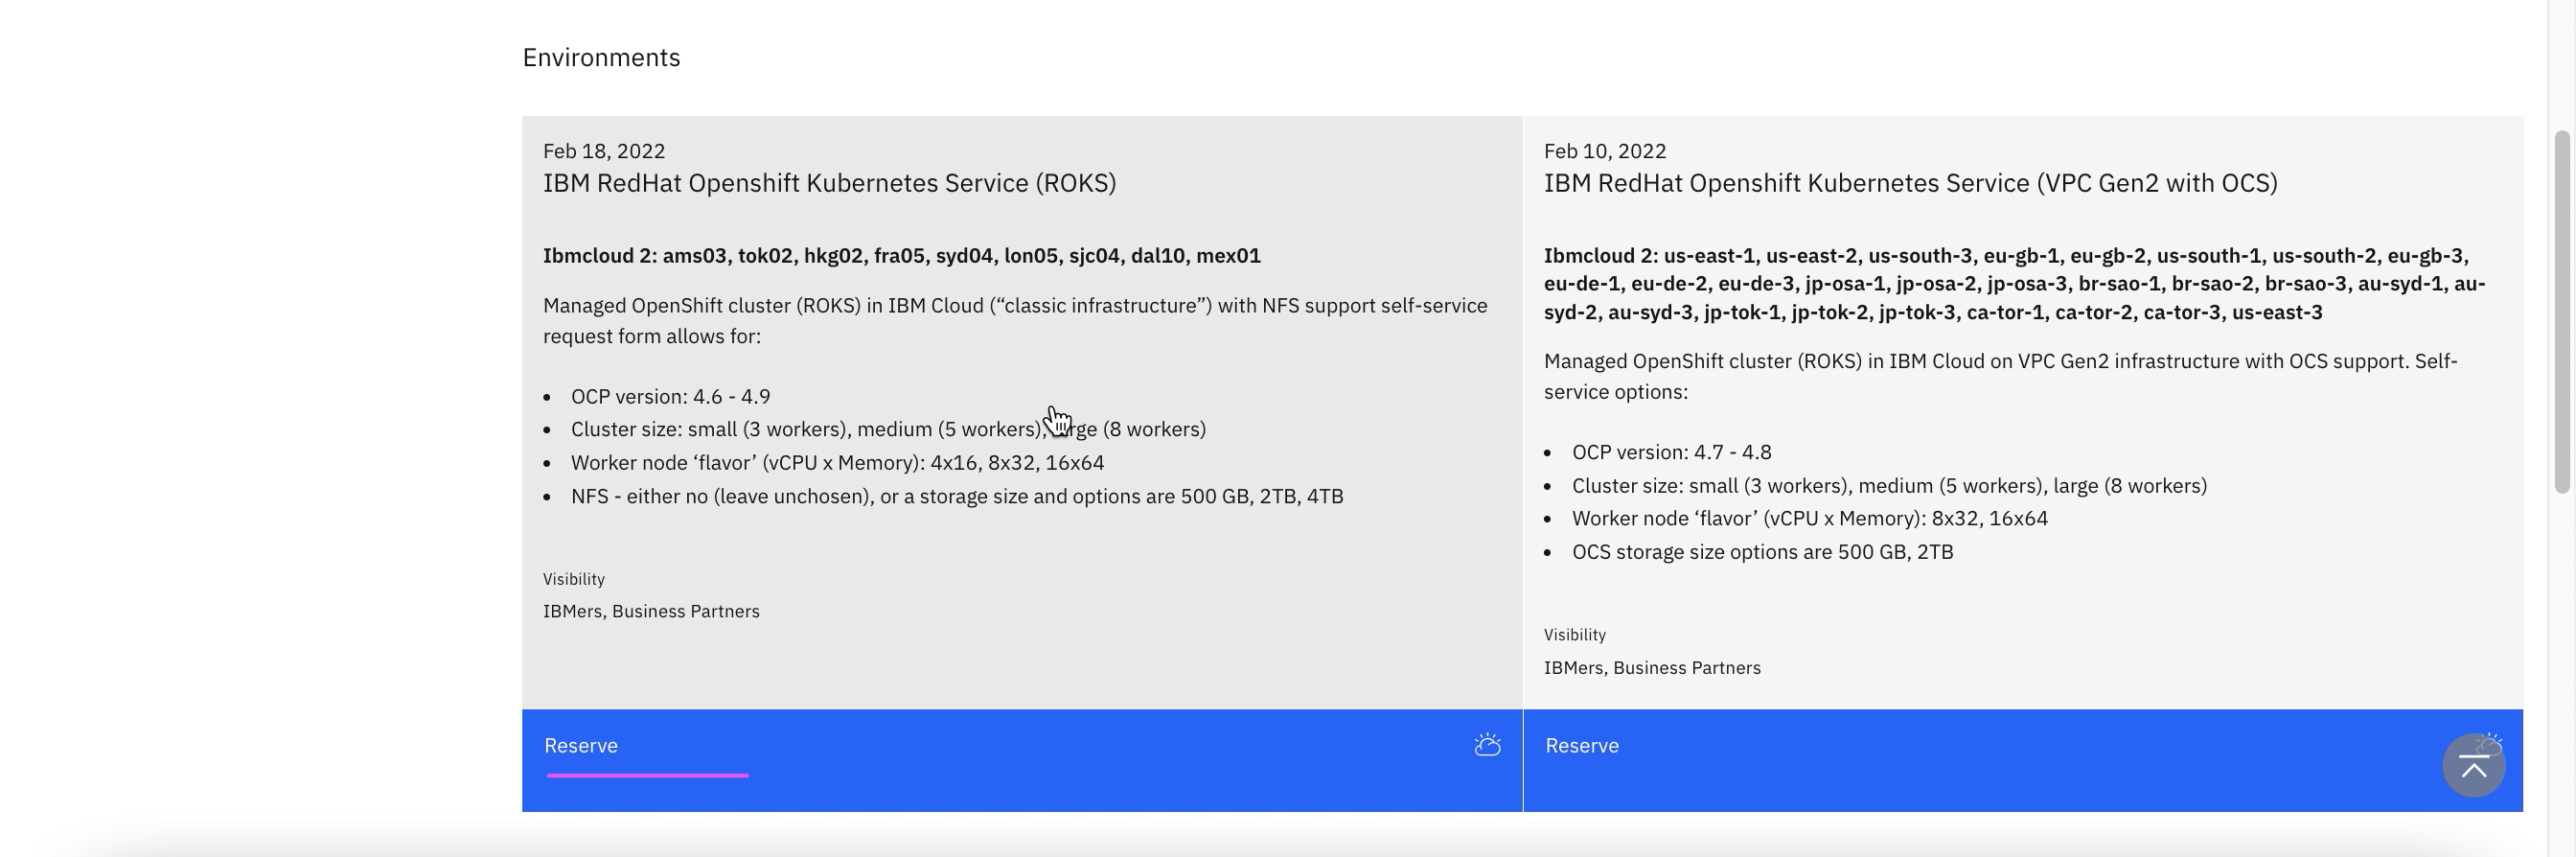 Environments
Feb 18, 2022
IBM RedHat Openshift Kubernetes Service (ROKS)
Ibmcloud 2: ams03, tok02, hkg02, fra05, syd04, lon05, sjc04, dal10, mex01
Managed OpenShift cluster (ROKS) in IBM Cloud (“classic infrastructure”) with NFS support self-service
request form allows for:
• OCP version: 4.6 - 4.9
• Cluster size: small (3 workers), medium (5 workers), large (8 workers)
• Worker node ‘flavor’ (vCPU x Memory): 4x16, 8x32, 16x64
• NFS - either no (leave unchosen), or a storage size and options are 500 GB, 2TB, 4TB
Visibility
IBMers, Business Partners
Reserve
Feb 10, 2022
IBM RedHat Openshift Kubernetes Service (VPC Gen2 with OCS)
Ibmcloud 2: us-east-1, us-east-2, us-south-3, eu-gb-1, eu-gb-2, us-south-1, us-south-2, eu-gb-3,
eu-de-1, eu-de-2, eu-de-3, jp-osa-1, jp-osa-2, jp-osa-3, br-sao-1, br-sao-2, br-sao-3, au-syd-1, au-
syd-2, au-syd-3, jp-tok-1, jp-tok-2, jp-tok-3, ca-tor-1, ca-tor-2, ca-tor-3, us-east-3
Managed OpenShift cluster (ROKS) in IBM Cloud on VPC Gen2 infrastructure with OCS support. Self-
service options:
• OCP version: 4.7 - 4.8
• Cluster size: small (3 workers), medium (5 workers), large (8 workers)
• Worker node ‘flavor’ (vCPU x Memory): 8x32, 16x64
• OCS storage size options are 500 GB, 2TB
Visibility
IBMers, Business Partners
Reserve